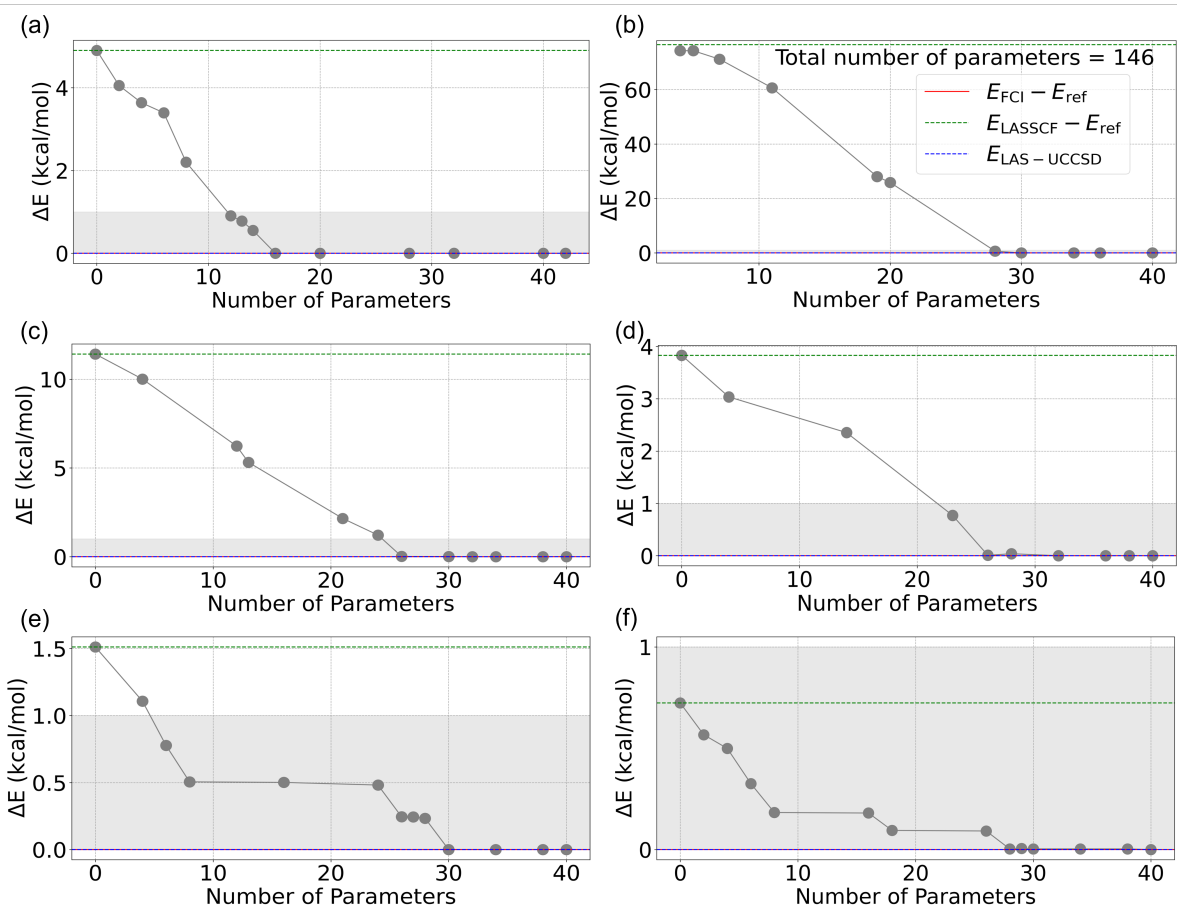 (a)
4
2
0
ΔE (kcal/mol)
0 10 20 30 40
Number of Parameters
(b)
Total number of parameters = 146
E_FCI − E_ref
E_LASSCF − E_ref
E_LAS − UCCSD
60
40
20
0
ΔE (kcal/mol)
10 20 30 40
Number of Parameters
(c)
10
5
0
ΔE (kcal/mol)
0 10 20 30 40
Number of Parameters
(d)
4
3
2
1
0
ΔE (kcal/mol)
0 10 20 30 40
Number of Parameters
(e)
1.5
1.0
0.5
0.0
ΔE (kcal/mol)
0 10 20 30 40
Number of Parameters
(f)
1
0
ΔE (kcal/mol)
0 10 20 30 40
Number of Parameters